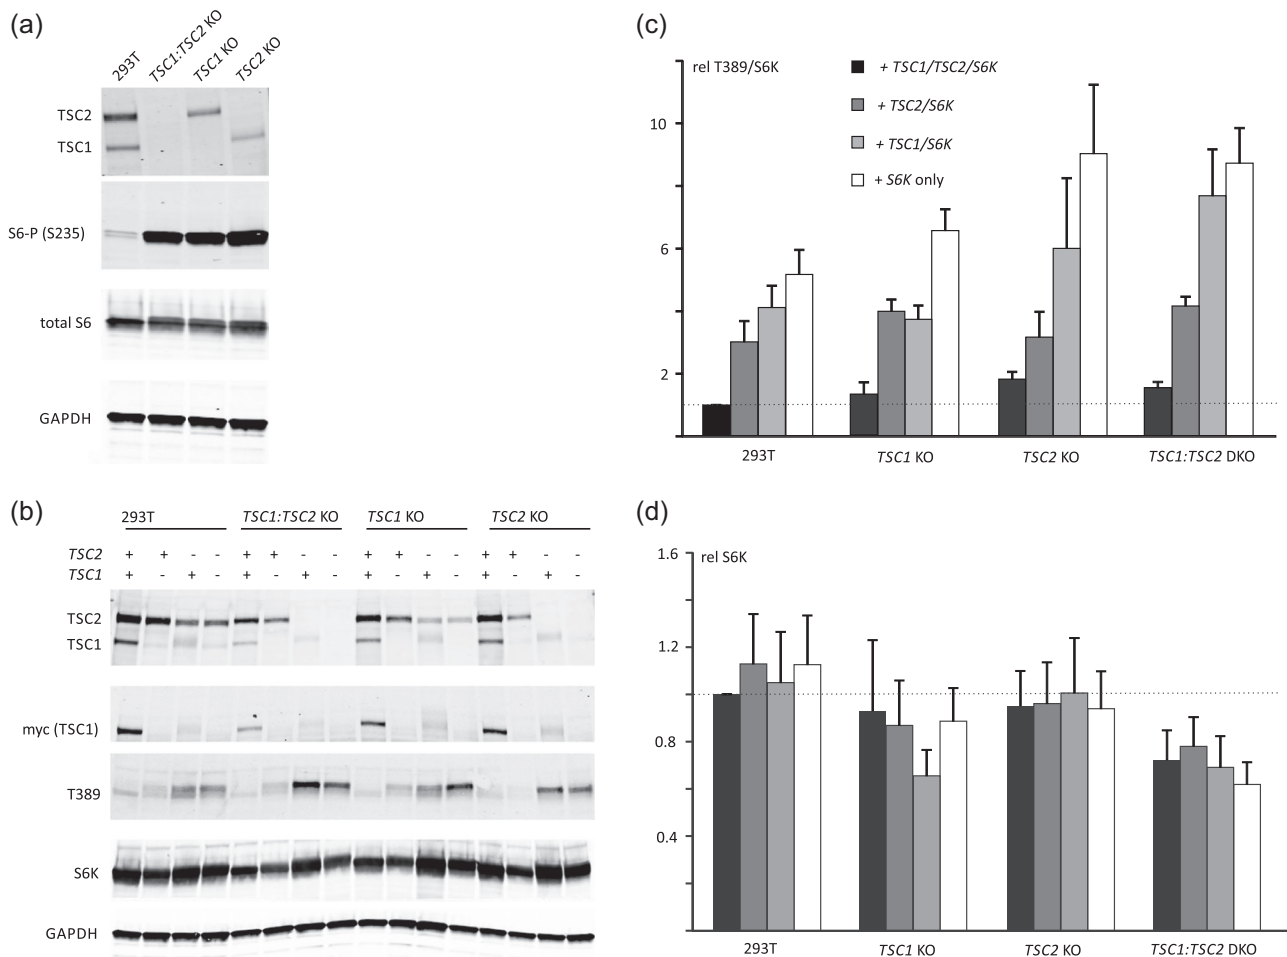 (a)
293T
TSC1:TSC2 KO
TSC1 KO
TSC2 KO
TSC2
TSC1
S6-P (S235)
total S6
GAPDH
(b)
293T TSC1:TSC2 KO TSC1 KO TSC2 KO
TSC2 + + - - + + - - + + - - + + - -
TSC1 + - + - + - + - + - + - + - + -
TSC2
TSC1
myc (TSC1)
T389
S6K
GAPDH
(c)
rel T389/S6K
+ TSC1/TSC2/S6K
+ TSC2/S6K
+ TSC1/S6K
+ S6K only
10
6
2
293T TSC1 KO TSC2 KO TSC1:TSC2 DKO
(d)
rel S6K
1.6
1.2
0.8
0.4
293T TSC1 KO TSC2 KO TSC1:TSC2 DKO